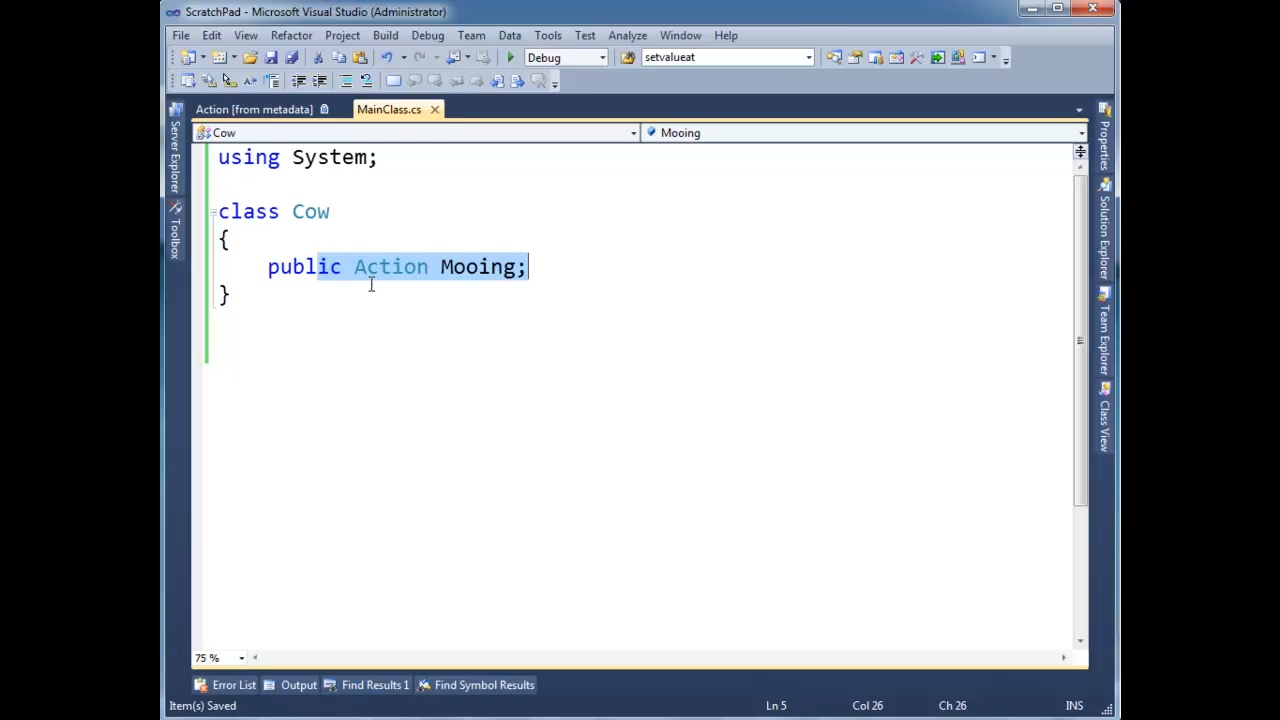 ScratchPad - Microsoft Visual Studio (Administrator)
File Edit View Refactor Project Build Debug Team Data Tools Test Analyze Window Help
Debug setvalueat
Action [from metadata] MainClass.cs
Cow Mooing
Server Explorer
Toolbox
using System;
class Cow
{
public Action Mooing;
}
Properties
Solution Explorer
Team Explorer
Class View
75 %
Error List Output Find Results 1 Find Symbol Results
Item(s) Saved Ln 5 Col 26 Ch 26 INS